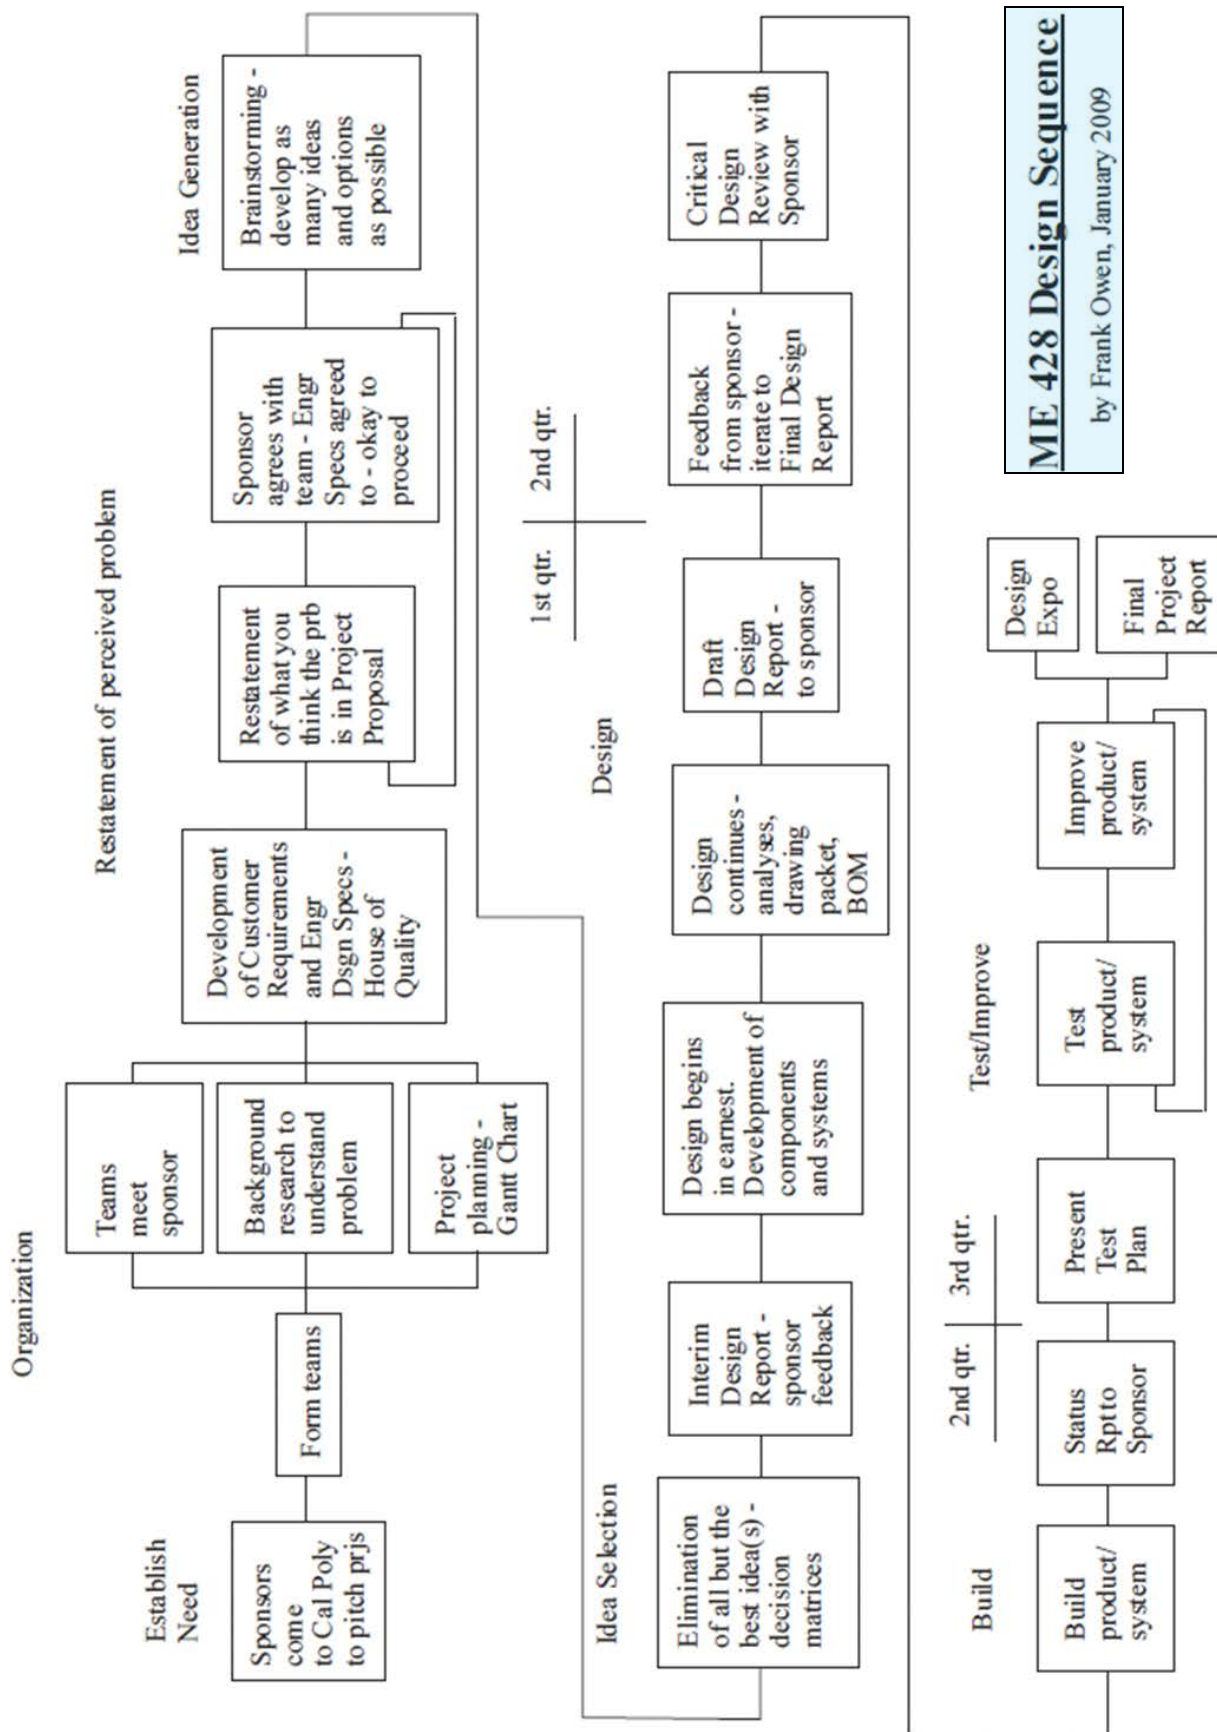 Organization
Establish
Need
Sponsors
come
to Cal Poly
to pitch prjs
Form teams
Teams
meet
sponsor
Background
research to
understand
problem
Project
planning -
Gantt Chart
Development
of Customer
Requirements
and Engr
Dsgn Specs -
House of
Quality
Restatement of perceived problem
Restatement
of what you
think the prb
is in Project
Proposal
Sponsor
agrees with
team - Engr
Specs agreed
to - okay to
proceed
Idea Generation
Brainstorming -
develop as
many ideas
and options
as possible
Idea Selection
Elimination
of all but the
best idea(s) -
decision
matrices
Interim
Design
Report -
sponsor
feedback
Design begins
in earnest.
Development of
components
and systems
Design
Design
continues -
analyses,
drawing
packet,
BOM
Draft
Design
Report -
to sponsor
1st qtr.
2nd qtr.
Feedback
from sponsor -
iterate to
Final Design
Report
Critical
Design
Review with
Sponsor
Build
Build
product/
system
Status
Rpt to
Sponsor
2nd qtr.
3rd qtr.
Present
Test
Plan
Test/Improve
Test
product/
system
Improve
product/
system
Design
Expo
Final
Project
Report
ME 428 Design Sequence
by Frank Owen, January 2009